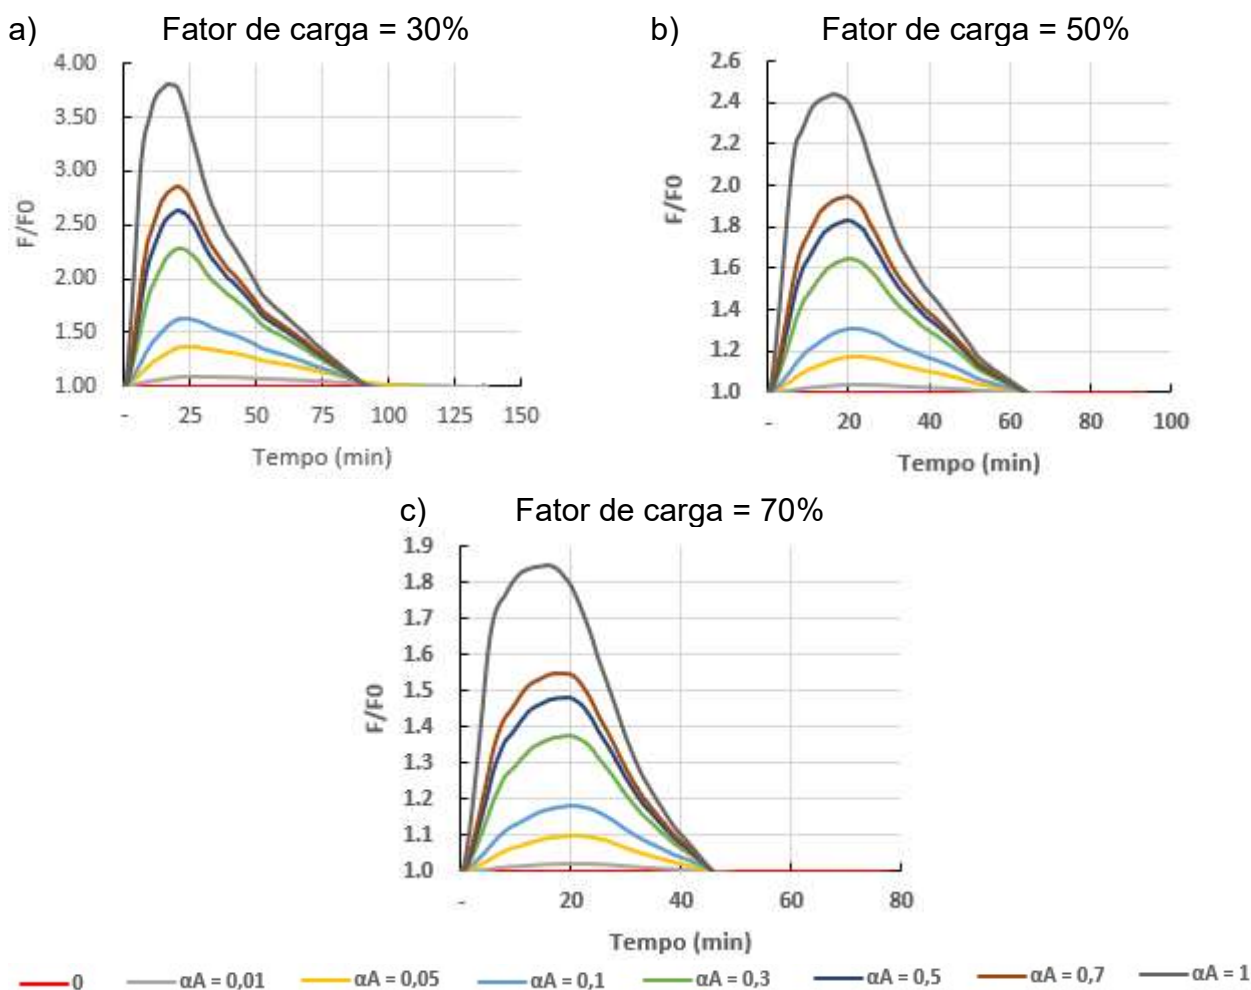 a) Fator de carga = 30%
4.00
3.50
3.00
2.50
2.00
1.50
1.00
F/F0
- 25 50 75 100 125 150
Tempo (min)
b) Fator de carga = 50%
2.6
2.4
2.2
2.0
1.8
1.6
1.4
1.2
1.0
F/F0
- 20 40 60 80 100
Tempo (min)
c) Fator de carga = 70%
1.9
1.8
1.7
1.6
1.5
1.4
1.3
1.2
1.1
1.0
F/F0
- 20 40 60 80
Tempo (min)
0 αA = 0,01 αA = 0,05 αA = 0,1 αA = 0,3 αA = 0,5 αA = 0,7 αA = 1